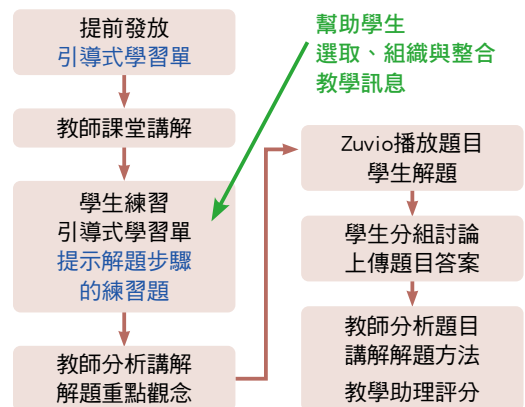 提前發放
引導式學習單
教師課堂講解
學生練習
引導式學習單
提示解題步驟
的練習題
教師分析講解
解題重點觀念
幫助學生
選取、組織與整合
教學訊息
Zuvio播放題目
學生解題
學生分組討論
上傳題目答案
教師分析題目
講解解題方法
教學助理評分